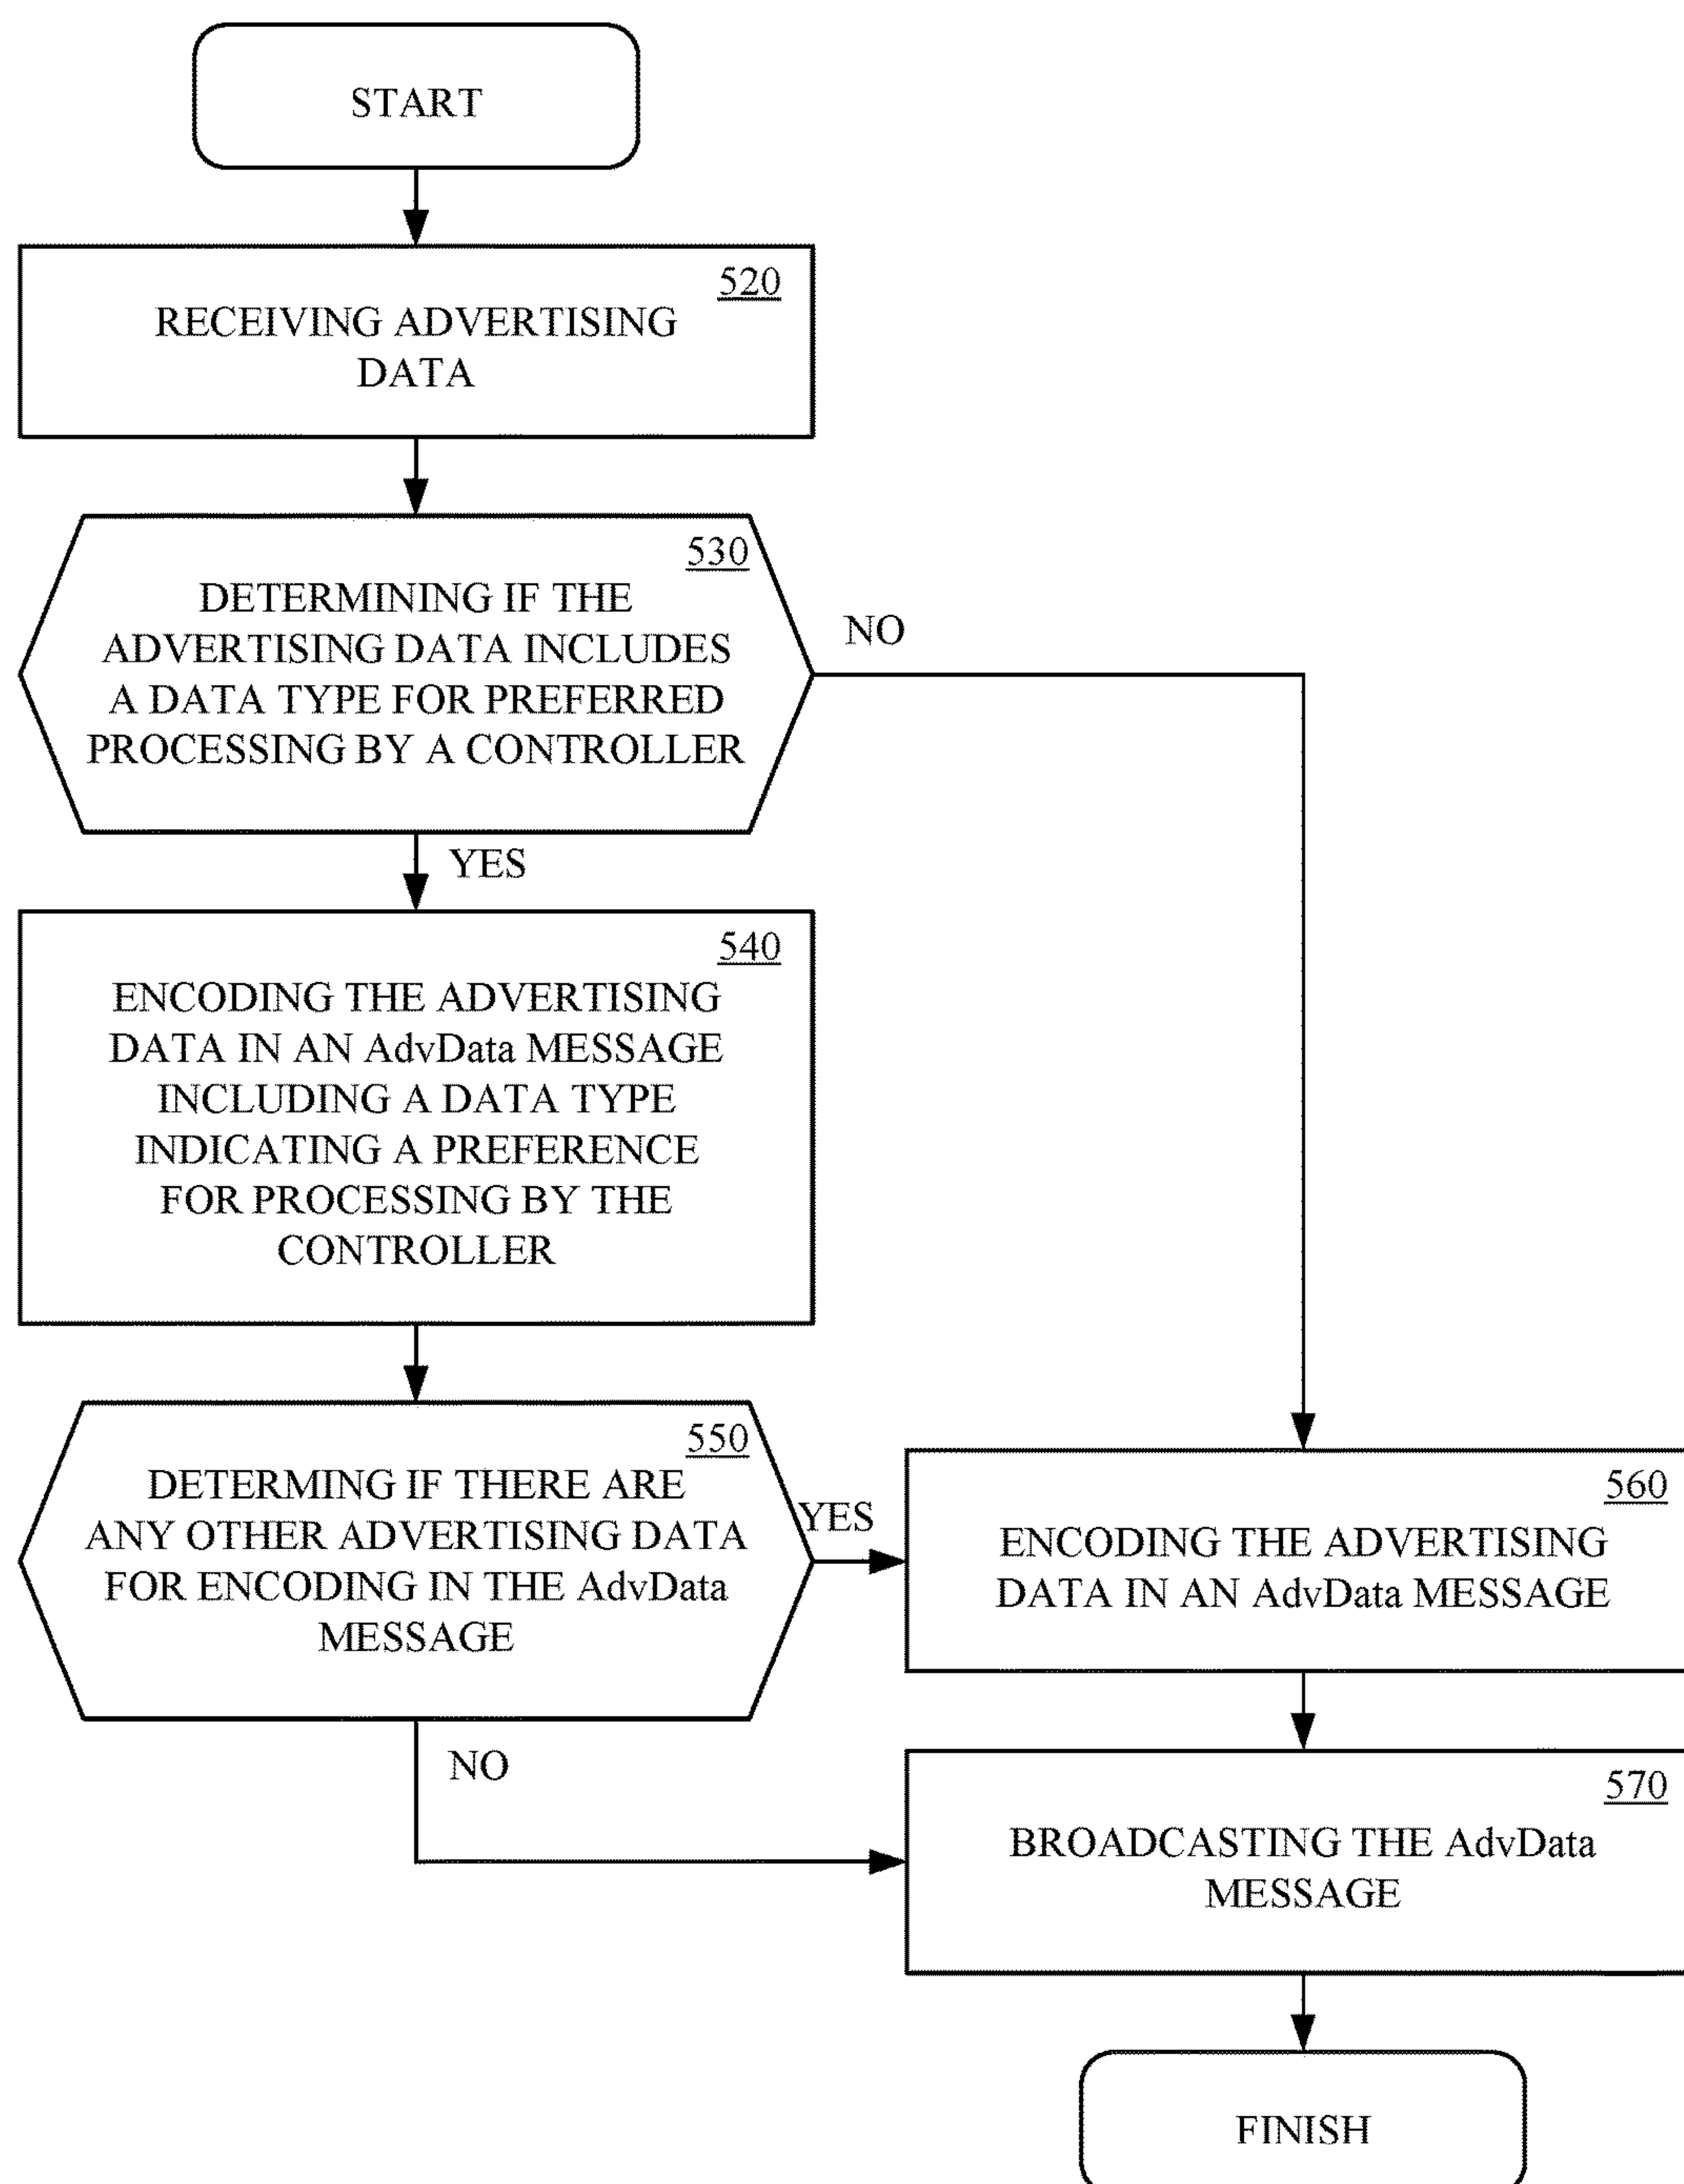 START
520
RECEIVING ADVERTISING
DATA
530
DETERMINING IF THE
ADVERTISING DATA INCLUDES
A DATA TYPE FOR PREFERRED
PROCESSING BY A CONTROLLER
NO
YES
540
ENCODING THE ADVERTISING
DATA IN AN AdvData MESSAGE
INCLUDING A DATA TYPE
INDICATING A PREFERENCE
FOR PROCESSING BY THE
CONTROLLER
550
DETERMING IF THERE ARE
ANY OTHER ADVERTISING DATA
FOR ENCODING IN THE AdvData
MESSAGE
YES
NO
560
ENCODING THE ADVERTISING
DATA IN AN AdvData MESSAGE
570
BROADCASTING THE AdvData
MESSAGE
FINISH